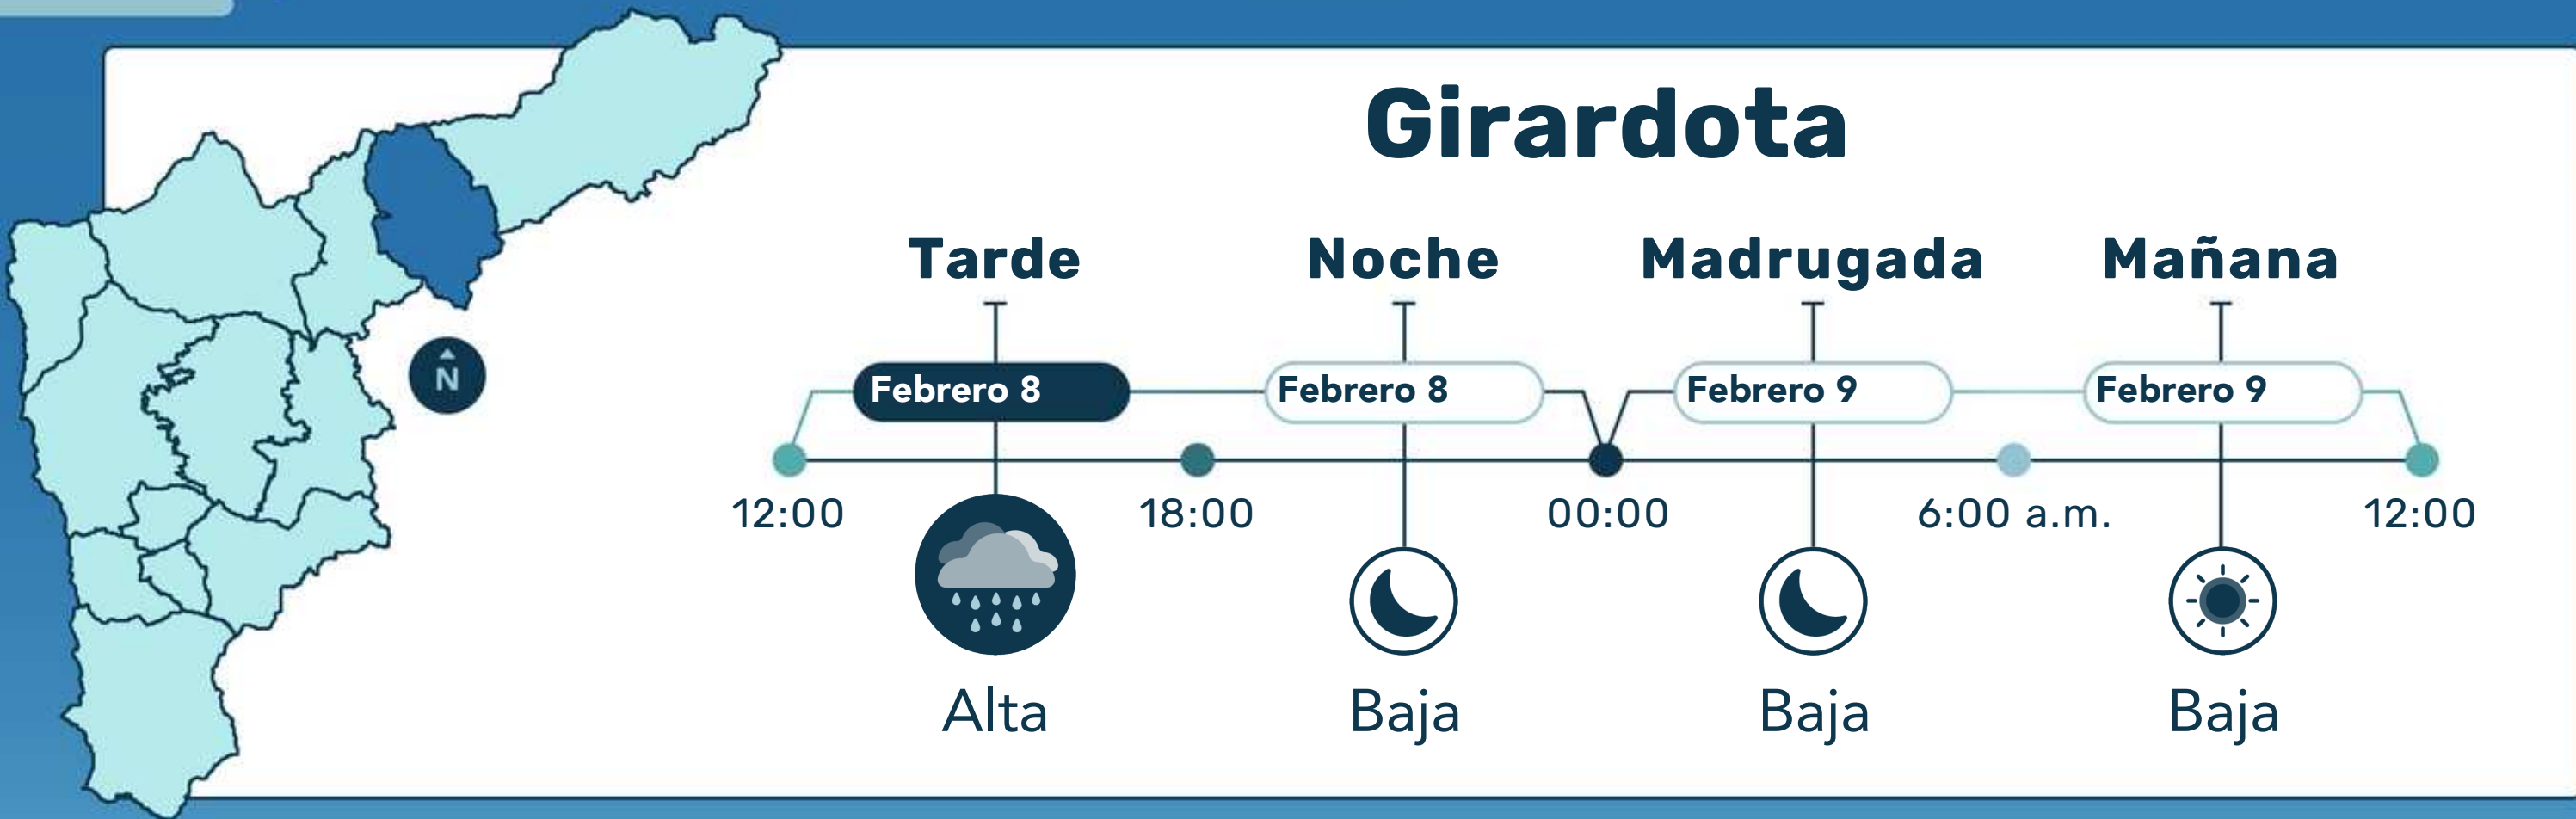 Girardota
Tarde Noche Madrugada Mañana
Febrero 8 Febrero 8 Febrero 9 Febrero 9
N
12:00 18:00 00:00 6:00 a.m. 12:00
Alta Baja Baja Baja